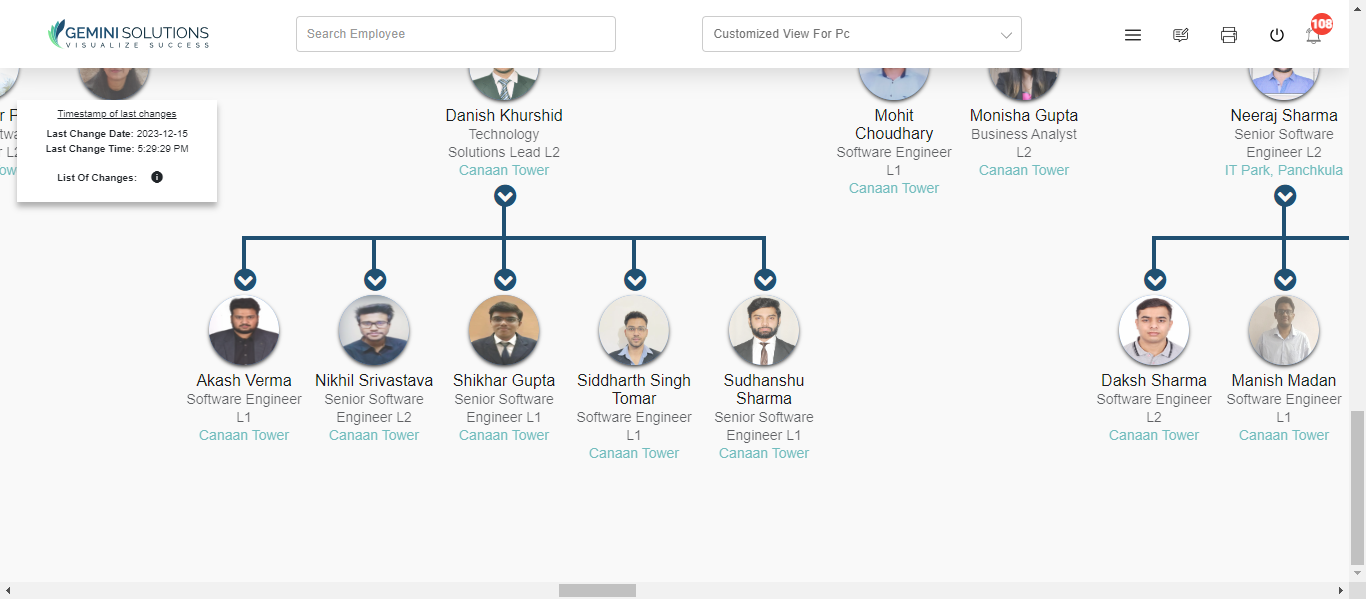 GEMINI SOLUTIONS
VISUALIZE SUCCESS
Search Employee
Customized View For Pc
108
Timestamp of last changes
Last Change Date: 2023-12-15
Last Change Time: 5:29:29 PM
List Of Changes:
Danish Khurshid
Technology
Solutions Lead L2
Canaan Tower
Mohit
Choudhary
Software Engineer
L1
Canaan Tower
Monisha Gupta
Business Analyst
L2
Canaan Tower
Neeraj Sharma
Senior Software
Engineer L2
IT Park, Panchkula
Akash Verma
Software Engineer
L1
Canaan Tower
Nikhil Srivastava
Senior Software
Engineer L2
Canaan Tower
Shikhar Gupta
Senior Software
Engineer L1
Canaan Tower
Siddharth Singh
Tomar
Software Engineer
L1
Canaan Tower
Sudhanshu
Sharma
Senior Software
Engineer L1
Canaan Tower
Daksh Sharma
Software Engineer
L2
Canaan Tower
Manish Madan
Software Engineer
L1
Canaan Tower